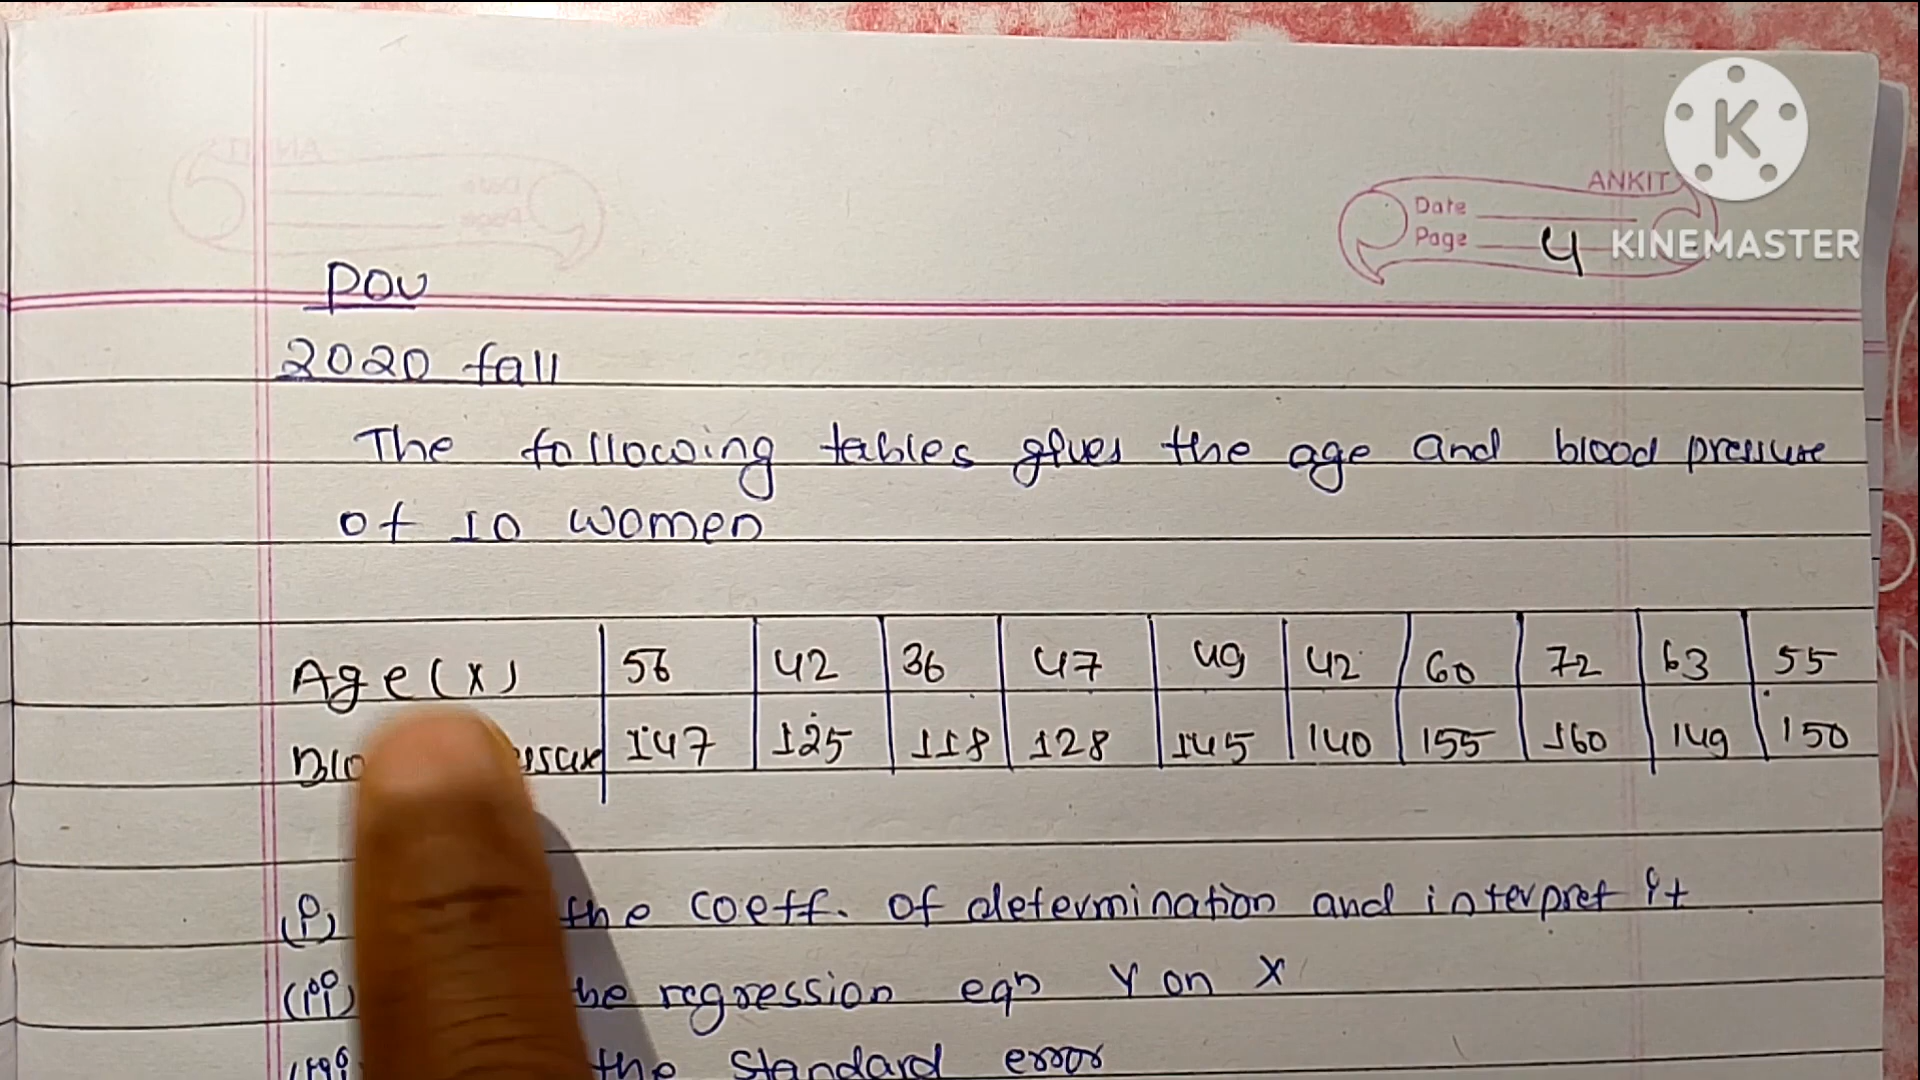 ANKIT
Date
Page 4
KINEMASTER
POU
2020 fall
The following tables gives the age and blood pressure
of 10 women
Age (X) 56 42 36 47 49 42 60 72 63 55
147 125 118 128 145 140 155 160 149 150
(i) the coeff. of determination and interpret it
(ii) the regression eqn Y on X
(iii) the standard error